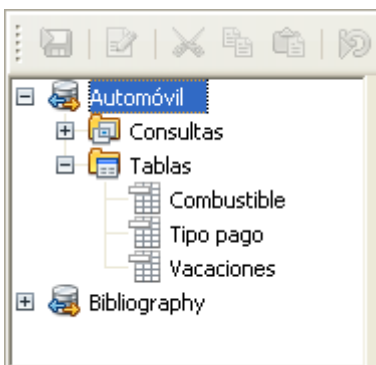 Automóvil
Consultas
Tablas
Combustible
Tipo pago
Vacaciones
Bibliography